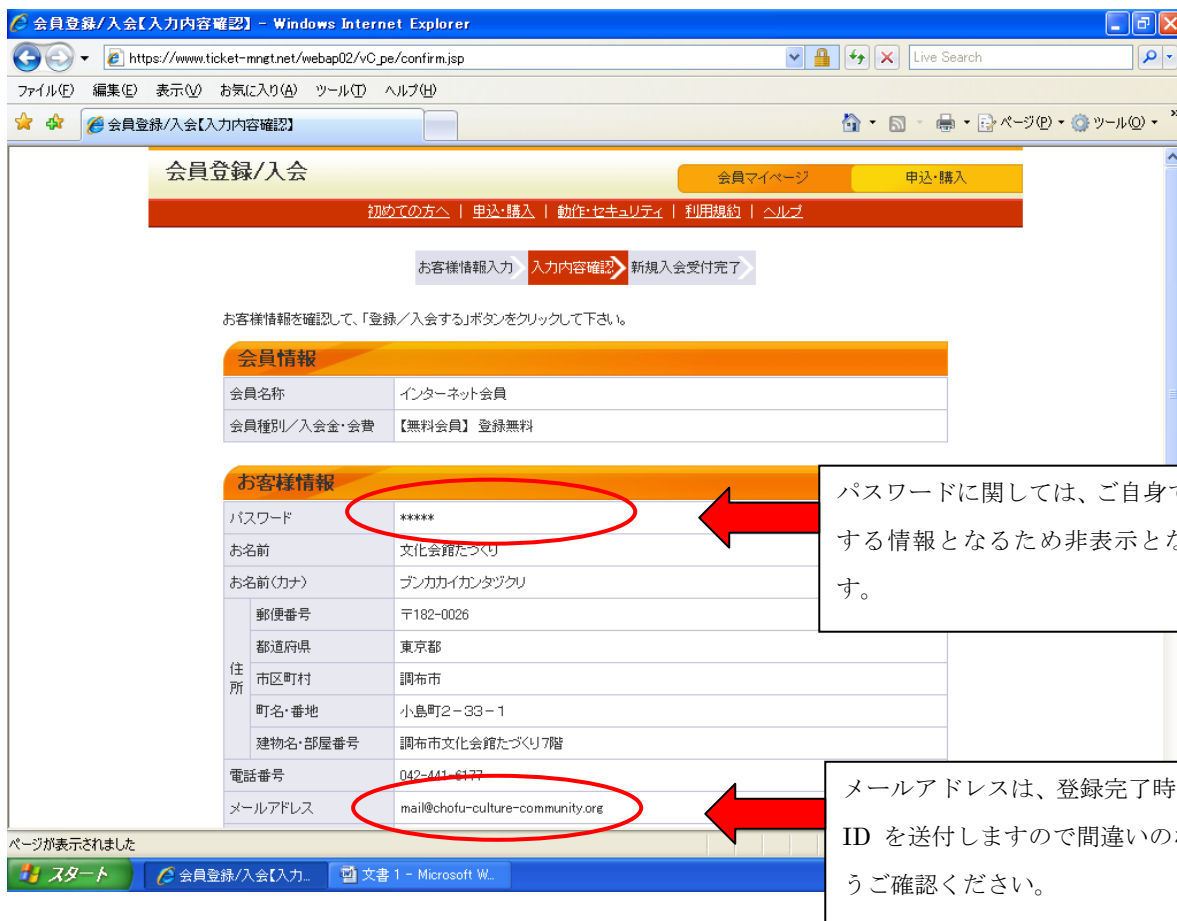 会員登録/入会【入力内容確認】 - Windows Internet Explorer
https://www.ticket-mngt.net/webap02/vC_pe/confirm.jsp
Live Search
ファイル(F) 編集(E) 表示(V) お気に入り(A) ツール(T) ヘルプ(H)
会員登録/入会【入力内容確認】
ページ(P) ツール(O)
会員登録/入会
会員マイページ 申込・購入
初めての方へ | 申込・購入 | 動作・セキュリティ | 利用規約 | ヘルプ
お客様情報入力 入力内容確認 新規入会受付完了
お客様情報を確認して、「登録／入会する」ボタンをクリックして下さい。
会員情報
会員名称 インターネット会員
会員種別／入会金・会費 【無料会員】 登録無料
お客様情報
パスワード *****
お名前 文化会館たづくり
お名前(カナ) ブンカカイカンタヅクリ
住所
郵便番号 〒182-0026
都道府県 東京都
市区町村 調布市
町名・番地 小島町2－33－1
建物名・部屋番号 調布市文化会館たづくり7階
電話番号 042-441-6177
メールアドレス mail@chofu-culture-community.org
パスワードに関しては、ご自身で
する情報となるため非表示とな
す。
メールアドレスは、登録完了時
ID を送付しますので間違いのな
うご確認ください。
ページが表示されました
スタート 会員登録/入会【入力... 文書 1 - Microsoft W...